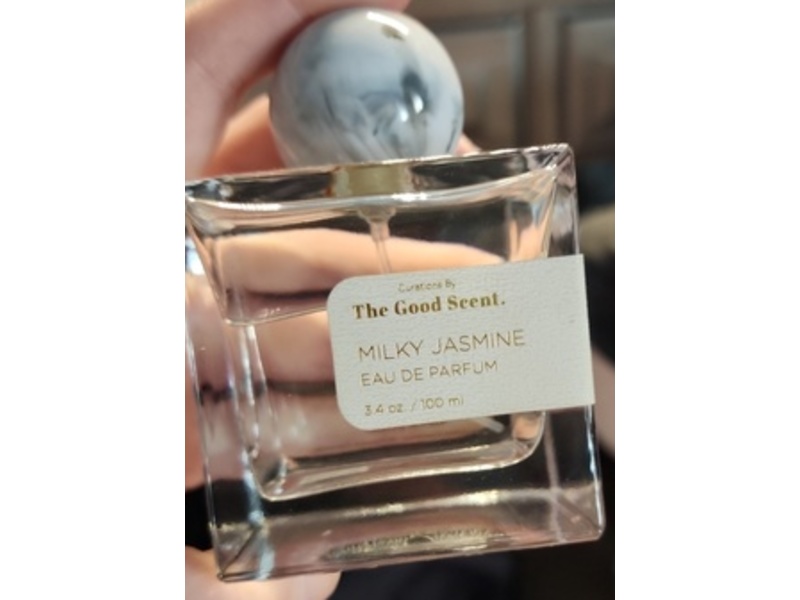 Curations By
The Good Scent.
MILKY JASMINE
EAU DE PARFUM
3.4 oz. / 100 ml